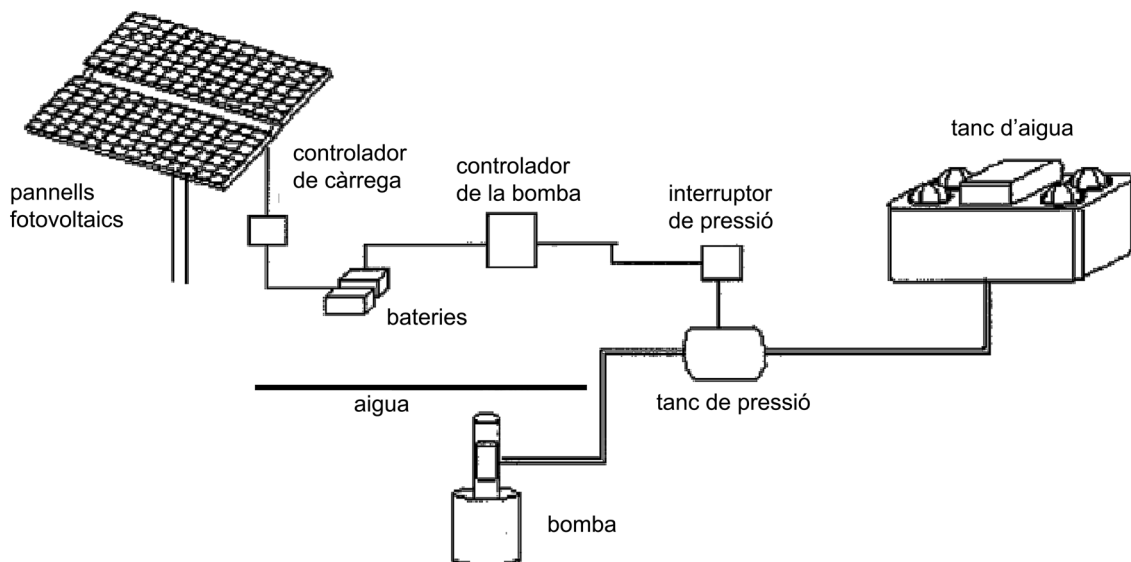 pannells
fotovoltaics
controlador
de càrrega
bateries
controlador
de la bomba
interruptor
de pressió
tanc d'aigua
tanc de pressió
aigua
bomba